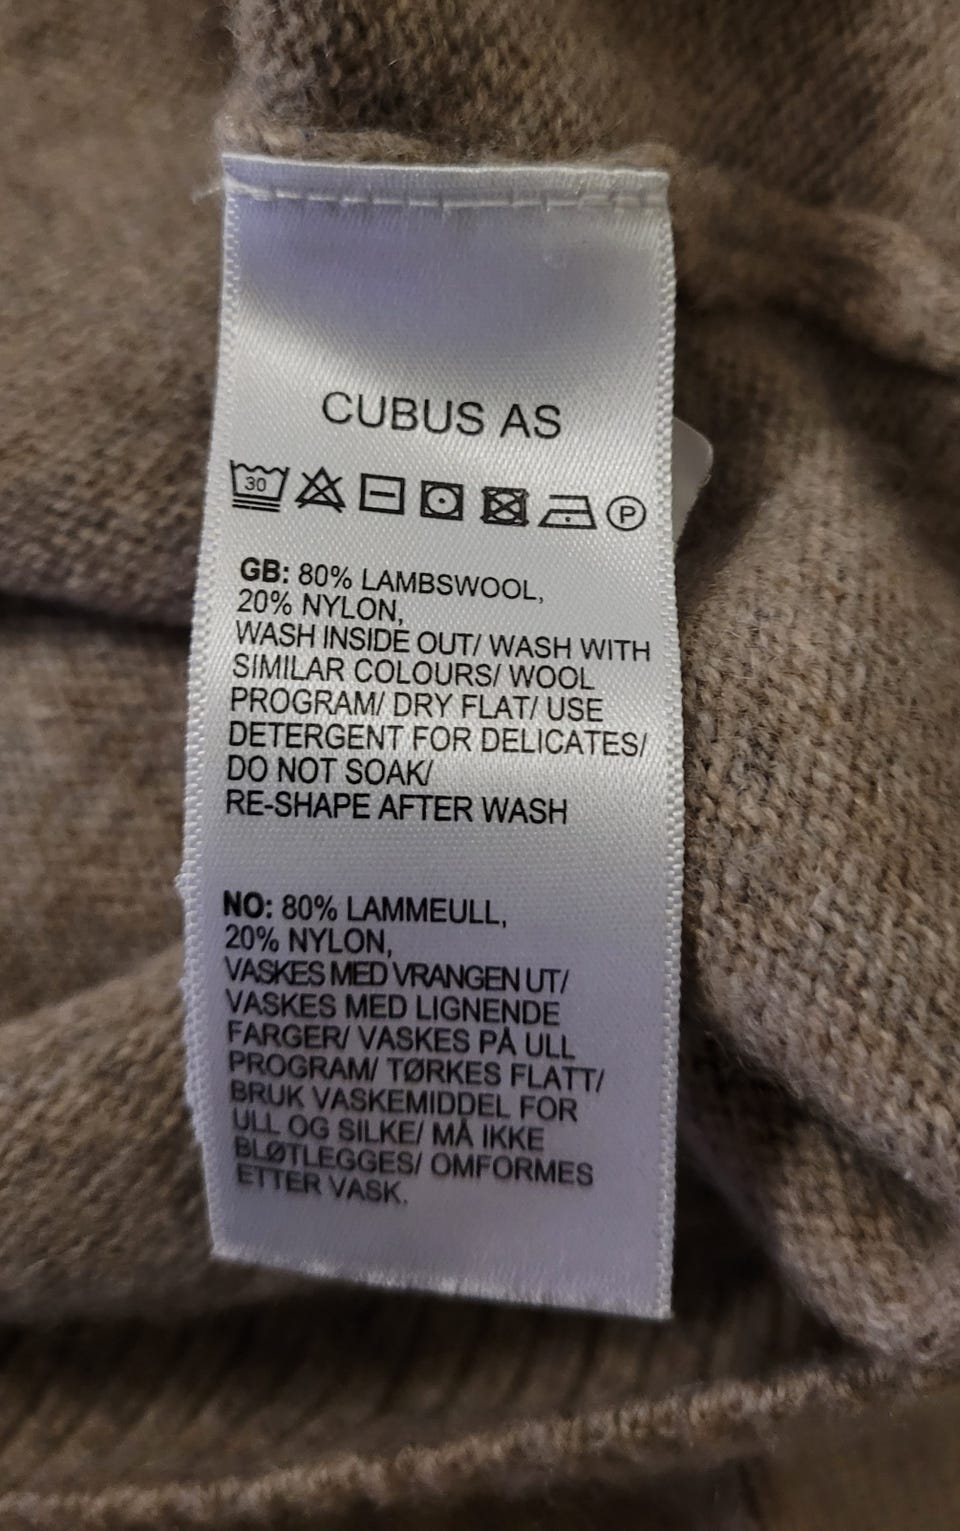 CUBUS AS
30 P
GB: 80% LAMBSWOOL,
20% NYLON,
WASH INSIDE OUT/ WASH WITH
SIMILAR COLOURS/ WOOL
PROGRAM/ DRY FLAT/ USE
DETERGENT FOR DELICATES/
DO NOT SOAK/
RE-SHAPE AFTER WASH
NO: 80% LAMMEULL,
20% NYLON,
VASKES MED VRANGEN UT/
VASKES MED LIGNENDE
FARGER/ VASKES PÅ ULL
PROGRAM/ TØRKES FLATT/
BRUK VASKEMIDDEL FOR
ULL OG SILKE/ MÅ IKKE
BLØTLEGGES/ OMFORMES
ETTER VASK.